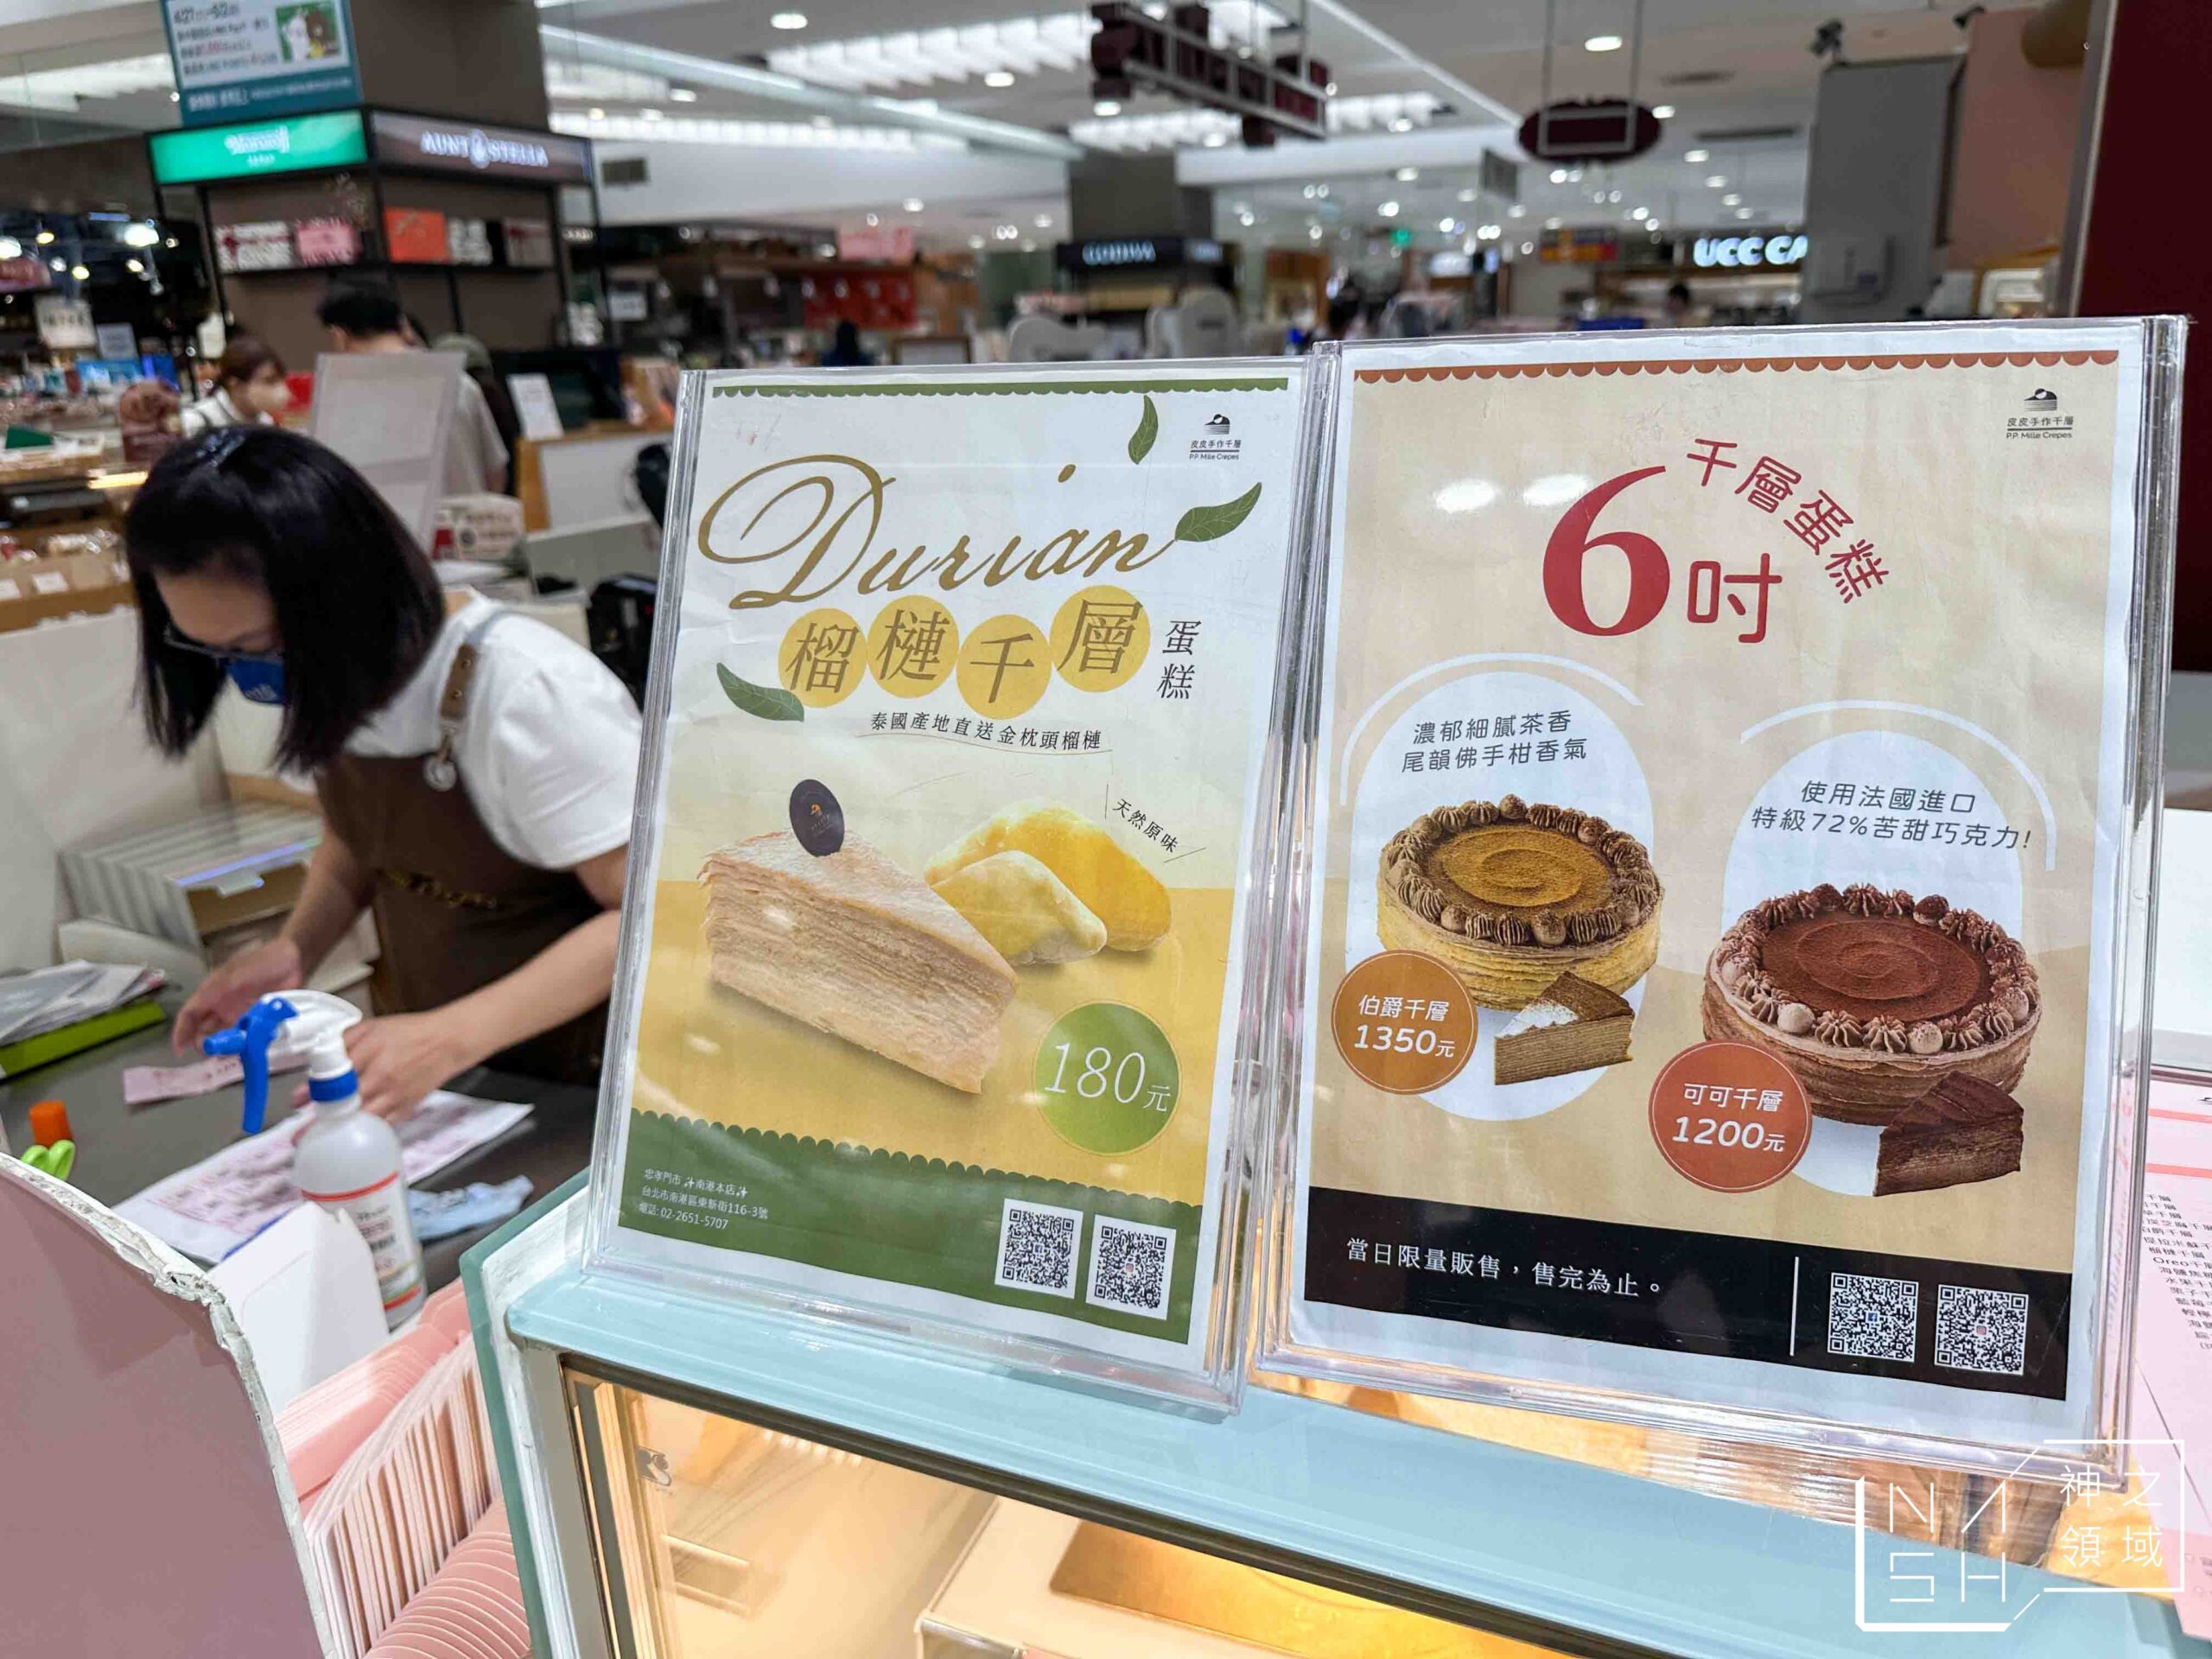 AUNT STELLA
GODIVA
UCC CA
皮皮手作千層
P.P. Mille Crepes
Durian
榴槤千層
蛋糕
泰國產地直送金枕頭榴槤
天然原味
180元
忠孝門市 南港本店
台北市南港區東新街116-3號
電話: 02-2651-5707
皮皮手作千層
P.P. Mille Crepes
千層蛋糕
6吋
濃郁細膩茶香
尾韻佛手柑香氣
使用法國進口
特級72%苦甜巧克力!
伯爵千層
1350元
可可千層
1200元
當日限量販售，售完為止。
NASH
神之
領域